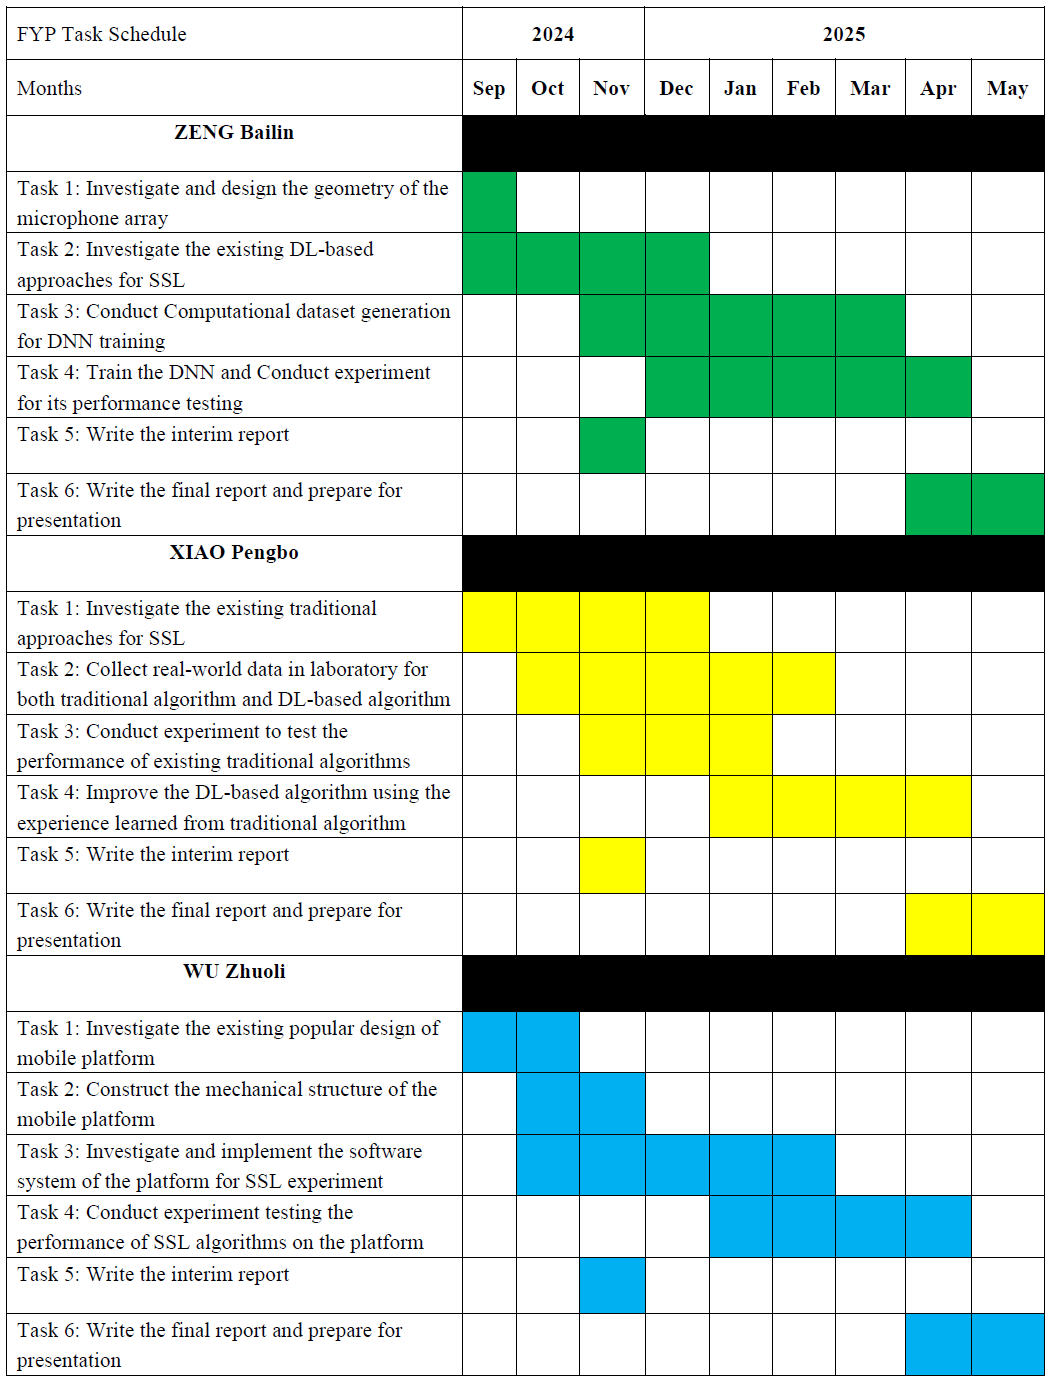 FYP Task Schedule 2024 2025
Months Sep Oct Nov Dec Jan Feb Mar Apr May
ZENG Bailin
Task 1: Investigate and design the geometry of the
microphone array
Task 2: Investigate the existing DL-based
approaches for SSL
Task 3: Conduct Computational dataset generation
for DNN training
Task 4: Train the DNN and Conduct experiment
for its performance testing
Task 5: Write the interim report
Task 6: Write the final report and prepare for
presentation
XIAO Pengbo
Task 1: Investigate the existing traditional
approaches for SSL
Task 2: Collect real-world data in laboratory for
both traditional algorithm and DL-based algorithm
Task 3: Conduct experiment to test the
performance of existing traditional algorithms
Task 4: Improve the DL-based algorithm using the
experience learned from traditional algorithm
Task 5: Write the interim report
Task 6: Write the final report and prepare for
presentation
WU Zhuoli
Task 1: Investigate the existing popular design of
mobile platform
Task 2: Construct the mechanical structure of the
mobile platform
Task 3: Investigate and implement the software
system of the platform for SSL experiment
Task 4: Conduct experiment testing the
performance of SSL algorithms on the platform
Task 5: Write the interim report
Task 6: Write the final report and prepare for
presentation